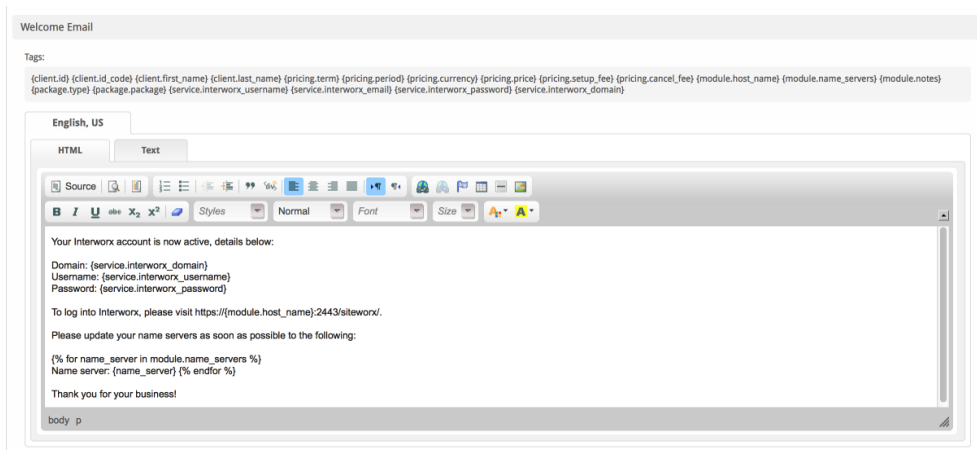 Welcome Email
Tags:
{client.id} {client.id_code} {client.first_name} {client.last_name} {pricing.term} {pricing.period} {pricing.currency} {pricing.price} {pricing.setup_fee} {pricing.cancel_fee} {module.host_name} {module.name_servers} {module.notes}
{package.type} {package.package} {service.interworx_username} {service.interworx_email} {service.interworx_password} {service.interworx_domain}
English, US
HTML Text
Source
B I U abc X₂ X² Styles Normal Font Size A A
Your Interworx account is now active, details below:
Domain: {service.interworx_domain}
Username: {service.interworx_username}
Password: {service.interworx_password}
To log into Interworx, please visit https://{module.host_name}:2443/siteworx/.
Please update your name servers as soon as possible to the following:
{% for name_server in module.name_servers %}
Name server: {name_server} {% endfor %}
Thank you for your business!
body p